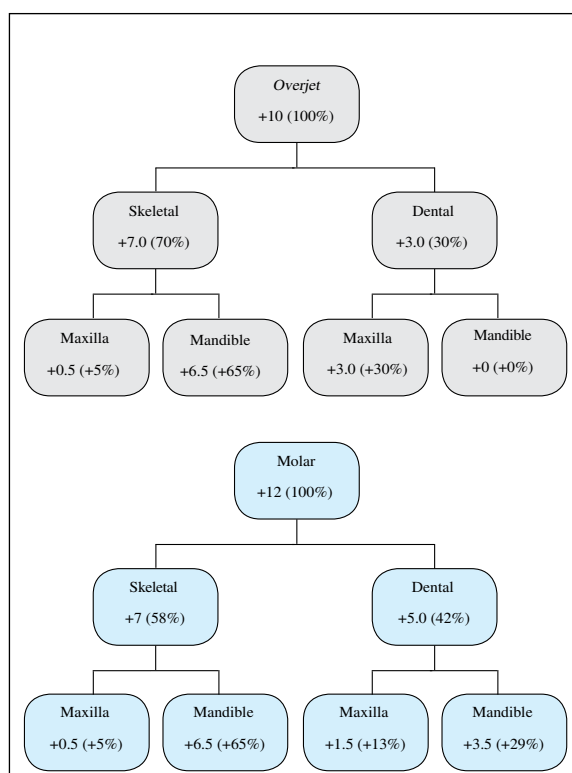 Overjet
+10 (100%)
Skeletal
+7.0 (70%)
Dental
+3.0 (30%)
Maxilla
+0.5 (+5%)
Mandible
+6.5 (+65%)
Maxilla
+3.0 (+30%)
Mandible
+0 (+0%)
Molar
+12 (100%)
Skeletal
+7 (58%)
Dental
+5.0 (42%)
Maxilla
+0.5 (+5%)
Mandible
+6.5 (+65%)
Maxilla
+1.5 (+13%)
Mandible
+3.5 (+29%)